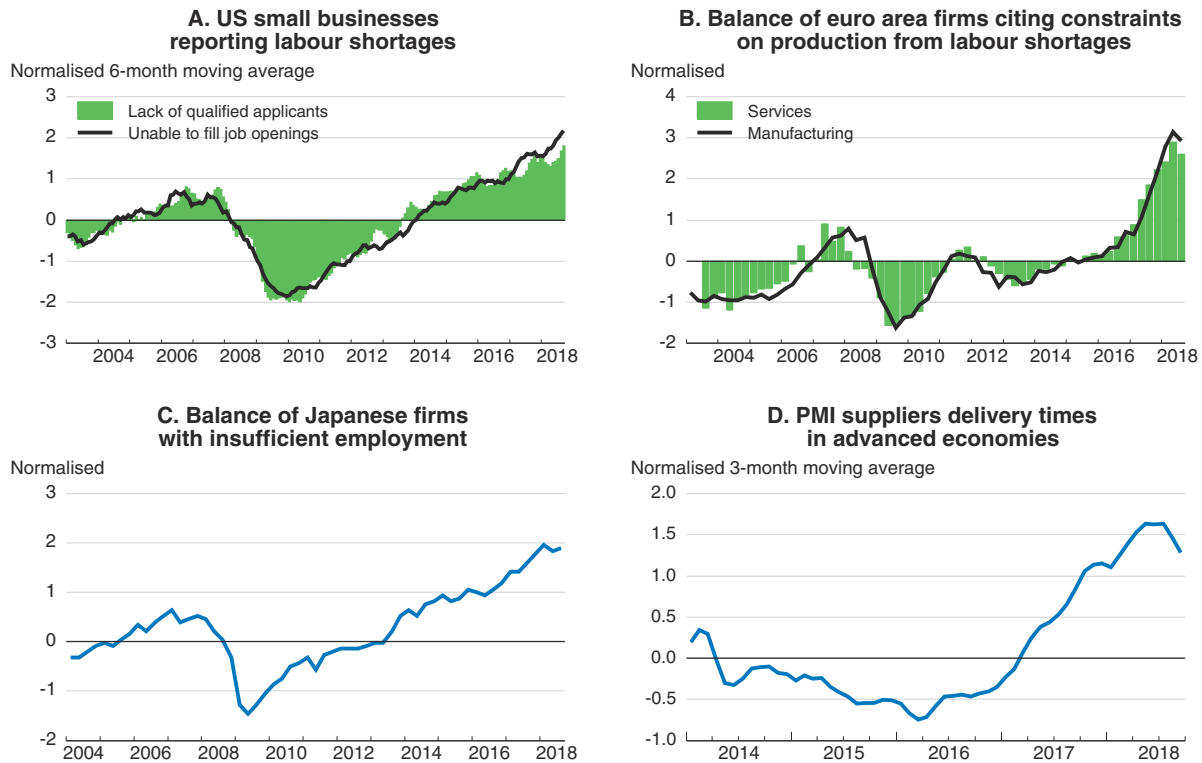 A. US small businesses
reporting labour shortages
Normalised 6-month moving average
3
2
1
0
-1
-2
-3
Lack of qualified applicants
Unable to fill job openings
2004 2006 2008 2010 2012 2014 2016 2018
B. Balance of euro area firms citing constraints
on production from labour shortages
Normalised
4
3
2
1
0
-1
-2
Services
Manufacturing
2004 2006 2008 2010 2012 2014 2016 2018
C. Balance of Japanese firms
with insufficient employment
Normalised
3
2
1
0
-1
-2
2004 2006 2008 2010 2012 2014 2016 2018
D. PMI suppliers delivery times
in advanced economies
Normalised 3-month moving average
2.0
1.5
1.0
0.5
0.0
-0.5
-1.0
2014 2015 2016 2017 2018